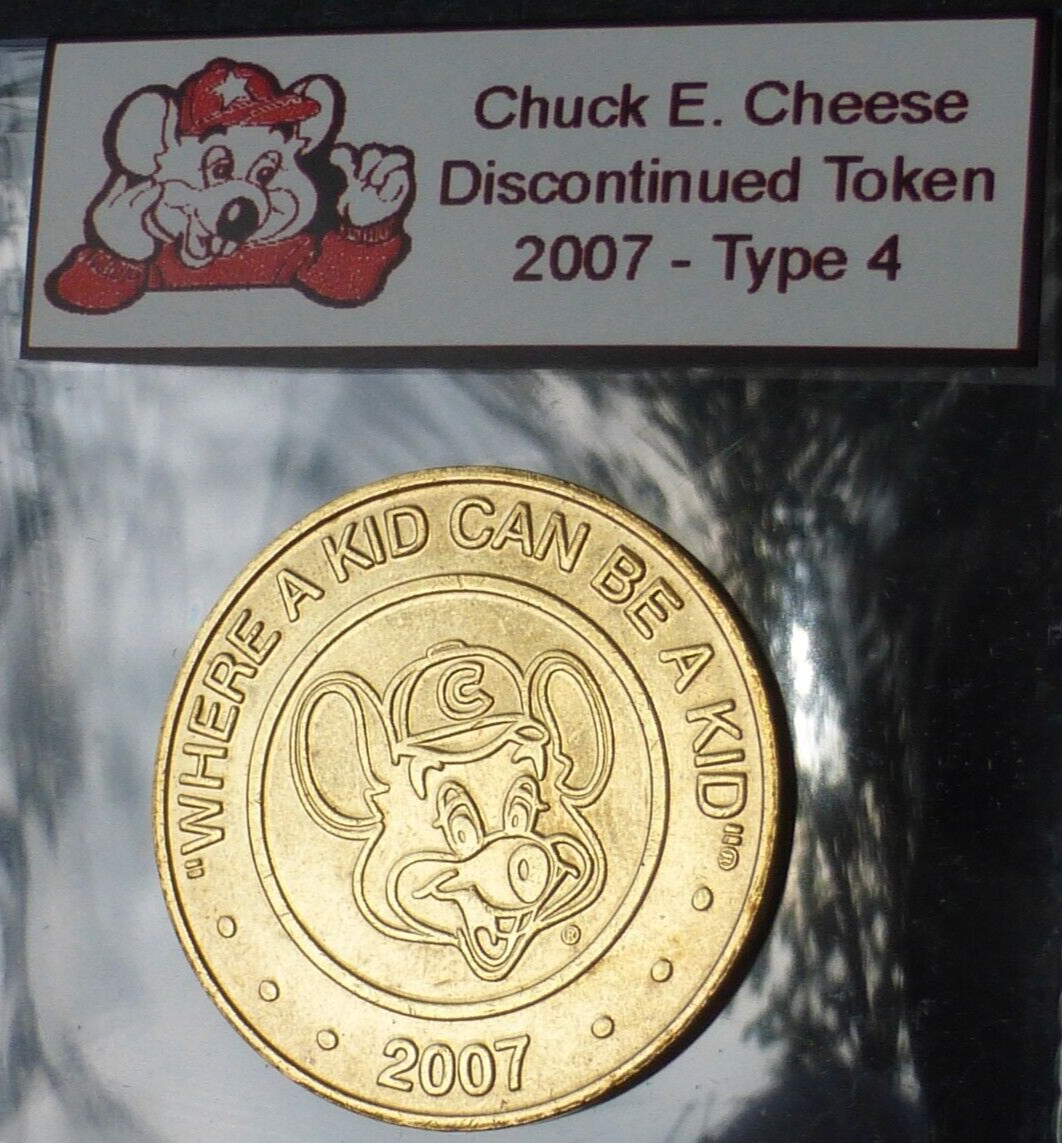 Chuck E. Cheese
Discontinued Token
2007 - Type 4
"WHERE A KID CAN BE A KID"®
C
®
2007